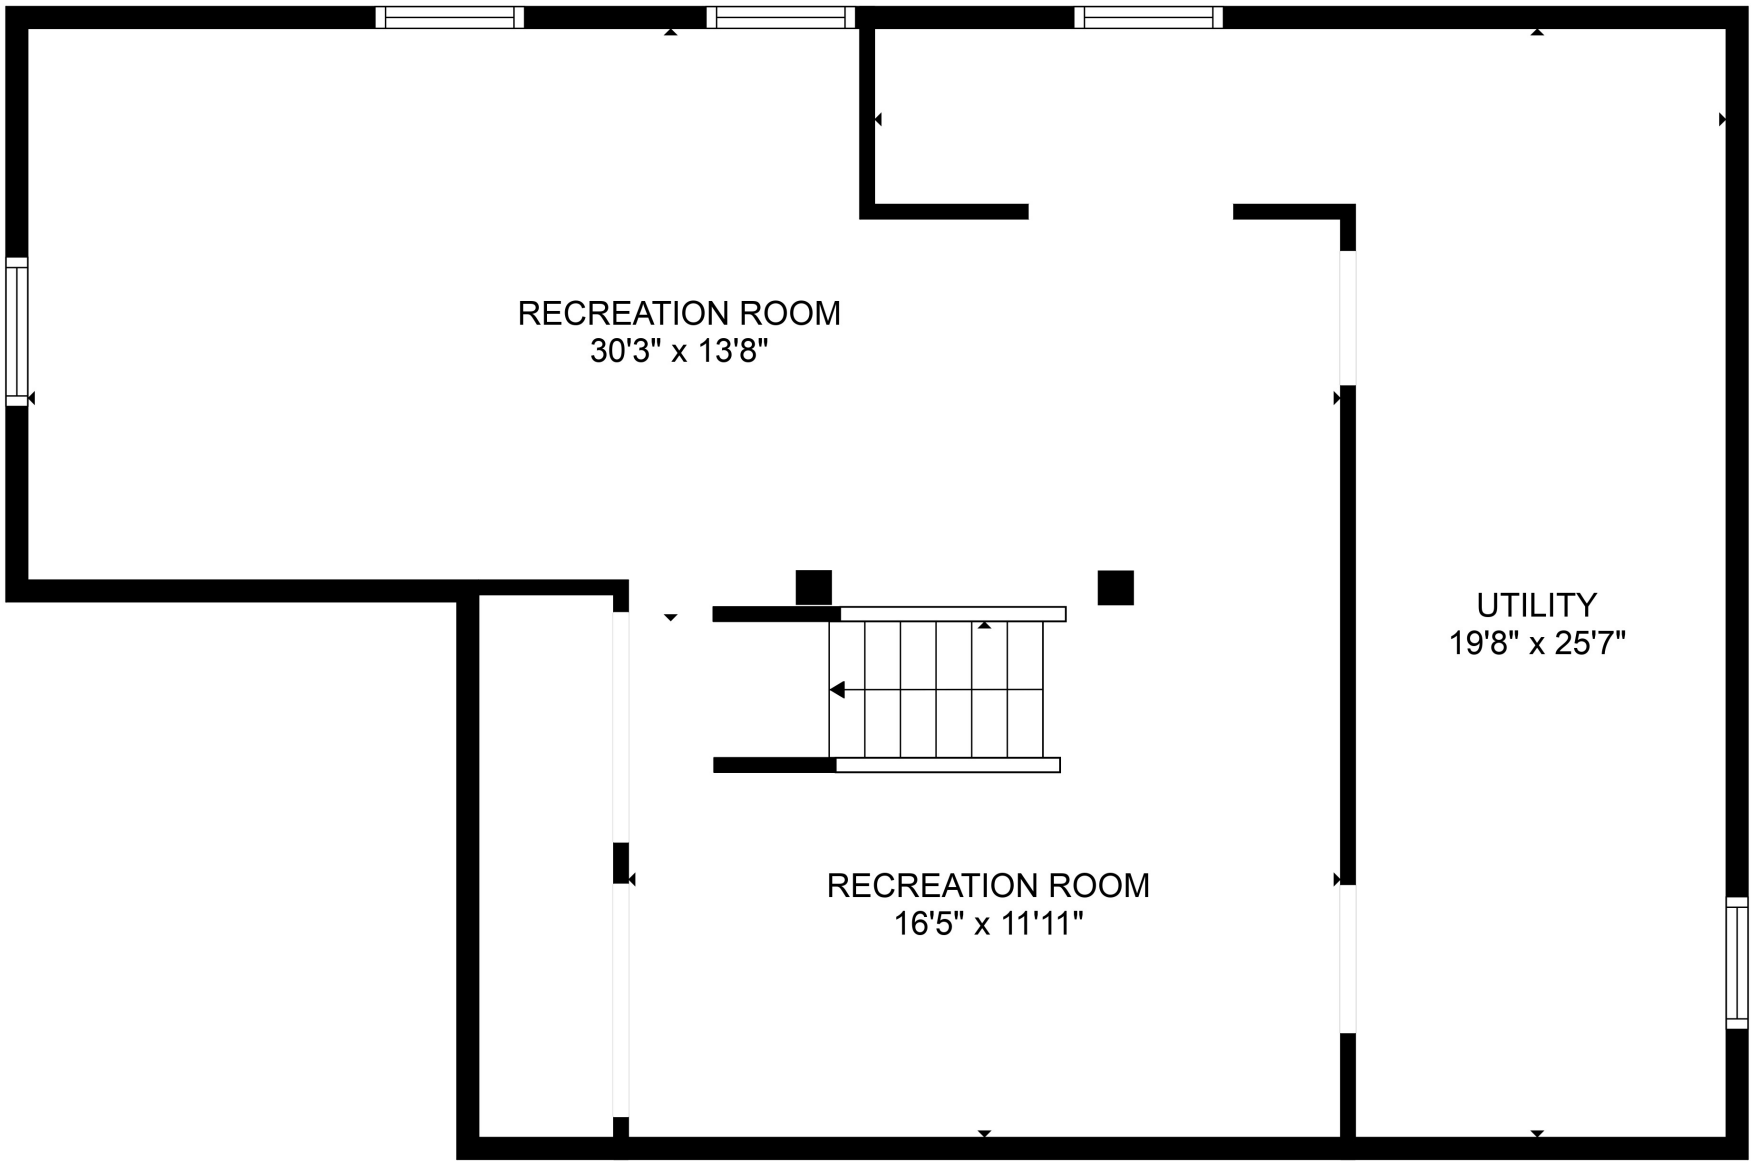 RECREATION ROOM
30'3" x 13'8"
UTILITY
19'8" x 25'7"
RECREATION ROOM
16'5" x 11'11"